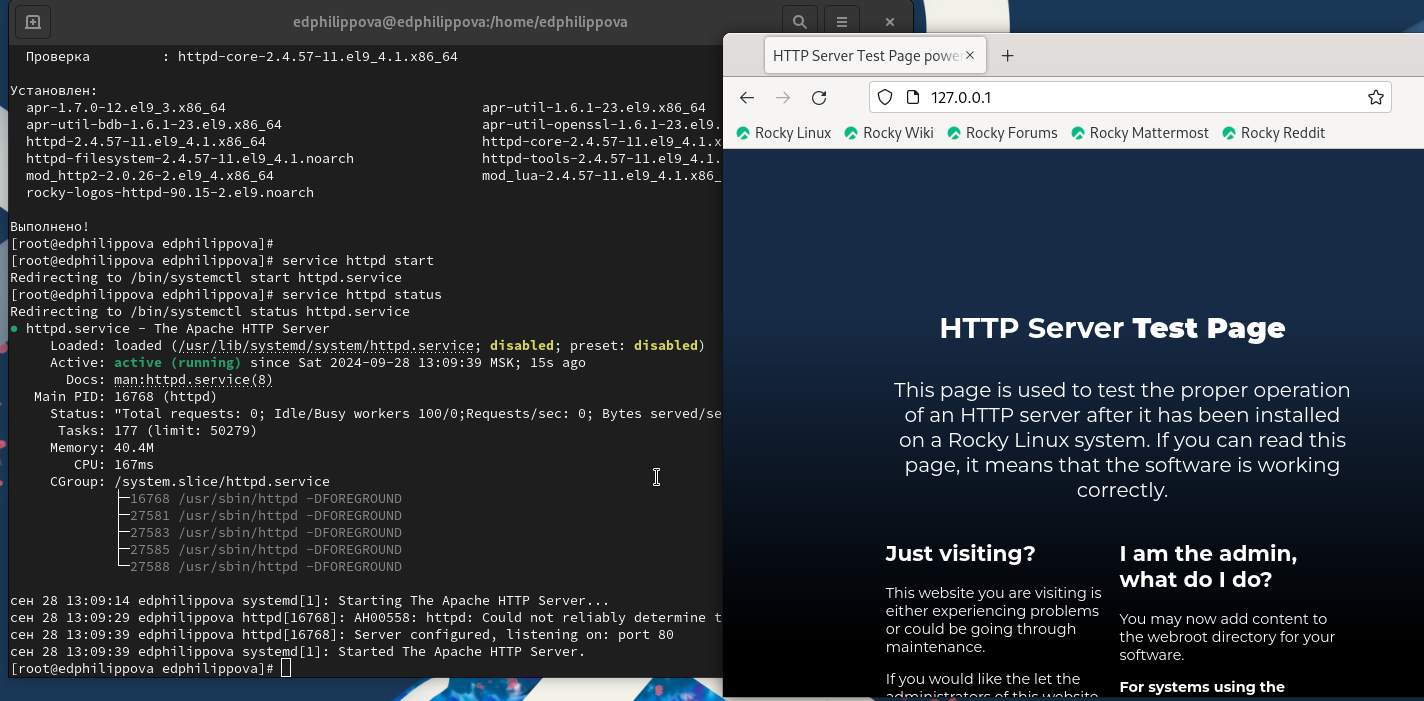 edphilippova@edphilippova:/home/edphilippova
Проверка : httpd-core-2.4.57-11.el9_4.1.x86_64
Установлен:
apr-1.7.0-12.el9_3.x86_64 apr-util-1.6.1-23.el9.x86_64
apr-util-bdb-1.6.1-23.el9.x86_64 apr-util-openssl-1.6.1-23.el9.
httpd-2.4.57-11.el9_4.1.x86_64 httpd-core-2.4.57-11.el9_4.1.x
httpd-filesystem-2.4.57-11.el9_4.1.noarch httpd-tools-2.4.57-11.el9_4.1.
mod_http2-2.0.26-2.el9_4.x86_64 mod_lua-2.4.57-11.el9_4.1.x86_
rocky-logos-httpd-90.15-2.el9.noarch
Выполнено!
[root@edphilippova edphilippova]#
[root@edphilippova edphilippova]# service httpd start
Redirecting to /bin/systemctl start httpd.service
[root@edphilippova edphilippova]# service httpd status
Redirecting to /bin/systemctl status httpd.service
● httpd.service - The Apache HTTP Server
Loaded: loaded (/usr/lib/systemd/system/httpd.service; disabled; preset: disabled)
Active: active (running) since Sat 2024-09-28 13:09:39 MSK; 15s ago
Docs: man:httpd.service(8)
Main PID: 16768 (httpd)
Status: "Total requests: 0; Idle/Busy workers 100/0;Requests/sec: 0; Bytes served/se
Tasks: 177 (limit: 50279)
Memory: 40.4M
CPU: 167ms
CGroup: /system.slice/httpd.service
├─16768 /usr/sbin/httpd -DFOREGROUND
├─27581 /usr/sbin/httpd -DFOREGROUND
├─27583 /usr/sbin/httpd -DFOREGROUND
├─27585 /usr/sbin/httpd -DFOREGROUND
└─27588 /usr/sbin/httpd -DFOREGROUND
сен 28 13:09:14 edphilippova systemd[1]: Starting The Apache HTTP Server...
сен 28 13:09:29 edphilippova httpd[16768]: AH00558: httpd: Could not reliably determine t
сен 28 13:09:39 edphilippova httpd[16768]: Server configured, listening on: port 80
сен 28 13:09:39 edphilippova systemd[1]: Started The Apache HTTP Server.
[root@edphilippova edphilippova]#
HTTP Server Test Page powe
127.0.0.1
Rocky Linux Rocky Wiki Rocky Forums Rocky Mattermost Rocky Reddit
HTTP Server Test Page
This page is used to test the proper operation
of an HTTP server after it has been installed
on a Rocky Linux system. If you can read this
page, it means that the software is working
correctly.
Just visiting?
This website you are visiting is
either experiencing problems
or could be going through
maintenance.
If you would like the let the
administrators of this website
I am the admin,
what do I do?
You may now add content to
the webroot directory for your
software.
For systems using the